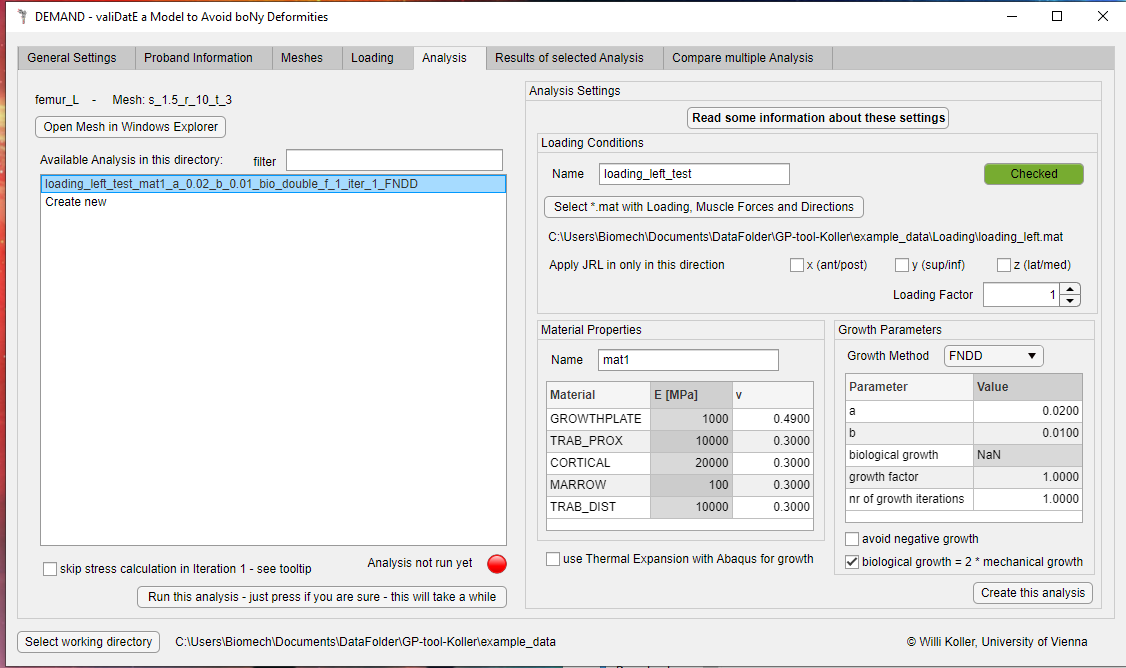 DEMAND - valiDatE a Model to Avoid boNy Deformities
General Settings Proband Information Meshes Loading Analysis Results of selected Analysis Compare multiple Analysis
femur_L - Mesh: s_1.5_r_10_t_3
Open Mesh in Windows Explorer
Available Analysis in this directory: filter
loading_left_test_mat1_a_0.02_b_0.01_bio_double_f_1_iter_1_FNDD
Create new
skip stress calculation in Iteration 1 - see tooltip
Analysis not run yet
Run this analysis - just press if you are sure - this will take a while
Analysis Settings
Read some information about these settings
Loading Conditions
Name loading_left_test Checked
Select *.mat with Loading, Muscle Forces and Directions
C:\Users\Biomech\Documents\DataFolder\GP-tool-Koller\example_data\Loading\loading_left.mat
Apply JRL in only in this direction x (ant/post) y (sup/inf) z (lat/med)
Loading Factor 1
Material Properties
Name mat1
Material E [MPa] v
GROWTHPLATE 1000 0.4900
TRAB_PROX 10000 0.3000
CORTICAL 20000 0.3000
MARROW 100 0.3000
TRAB_DIST 10000 0.3000
use Thermal Expansion with Abaqus for growth
Growth Parameters
Growth Method FNDD
Parameter Value
a 0.0200
b 0.0100
biological growth NaN
growth factor 1.0000
nr of growth iterations 1.0000
avoid negative growth
biological growth = 2 * mechanical growth
Create this analysis
Select working directory C:\Users\Biomech\Documents\DataFolder\GP-tool-Koller\example_data
© Willi Koller, University of Vienna